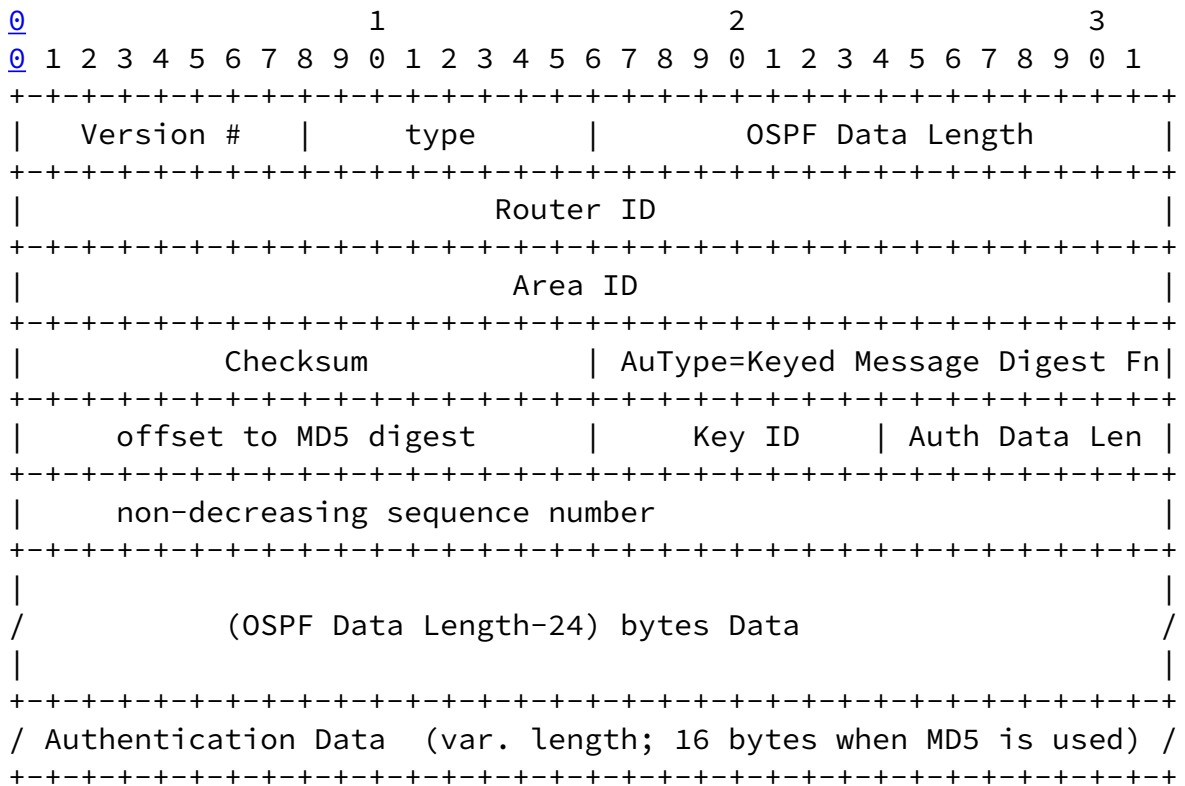 0                   1                   2                   3
0 1 2 3 4 5 6 7 8 9 0 1 2 3 4 5 6 7 8 9 0 1 2 3 4 5 6 7 8 9 0 1
+-+-+-+-+-+-+-+-+-+-+-+-+-+-+-+-+-+-+-+-+-+-+-+-+-+-+-+-+-+-+-+-+
|   Version #   |     type      |        OSPF Data Length       |
+-+-+-+-+-+-+-+-+-+-+-+-+-+-+-+-+-+-+-+-+-+-+-+-+-+-+-+-+-+-+-+-+
|                          Router ID                            |
+-+-+-+-+-+-+-+-+-+-+-+-+-+-+-+-+-+-+-+-+-+-+-+-+-+-+-+-+-+-+-+-+
|                           Area ID                             |
+-+-+-+-+-+-+-+-+-+-+-+-+-+-+-+-+-+-+-+-+-+-+-+-+-+-+-+-+-+-+-+-+
|           Checksum            | AuType=Keyed Message Digest Fn|
+-+-+-+-+-+-+-+-+-+-+-+-+-+-+-+-+-+-+-+-+-+-+-+-+-+-+-+-+-+-+-+-+
|     offset to MD5 digest      |     Key ID    | Auth Data Len |
+-+-+-+-+-+-+-+-+-+-+-+-+-+-+-+-+-+-+-+-+-+-+-+-+-+-+-+-+-+-+-+-+
|     non-decreasing sequence number                            |
+-+-+-+-+-+-+-+-+-+-+-+-+-+-+-+-+-+-+-+-+-+-+-+-+-+-+-+-+-+-+-+-+
|                                                               |
/           (OSPF Data Length-24) bytes Data                    /
|                                                               |
+-+-+-+-+-+-+-+-+-+-+-+-+-+-+-+-+-+-+-+-+-+-+-+-+-+-+-+-+-+-+-+-+
/ Authentication Data  (var. length; 16 bytes when MD5 is used) /
+-+-+-+-+-+-+-+-+-+-+-+-+-+-+-+-+-+-+-+-+-+-+-+-+-+-+-+-+-+-+-+-+